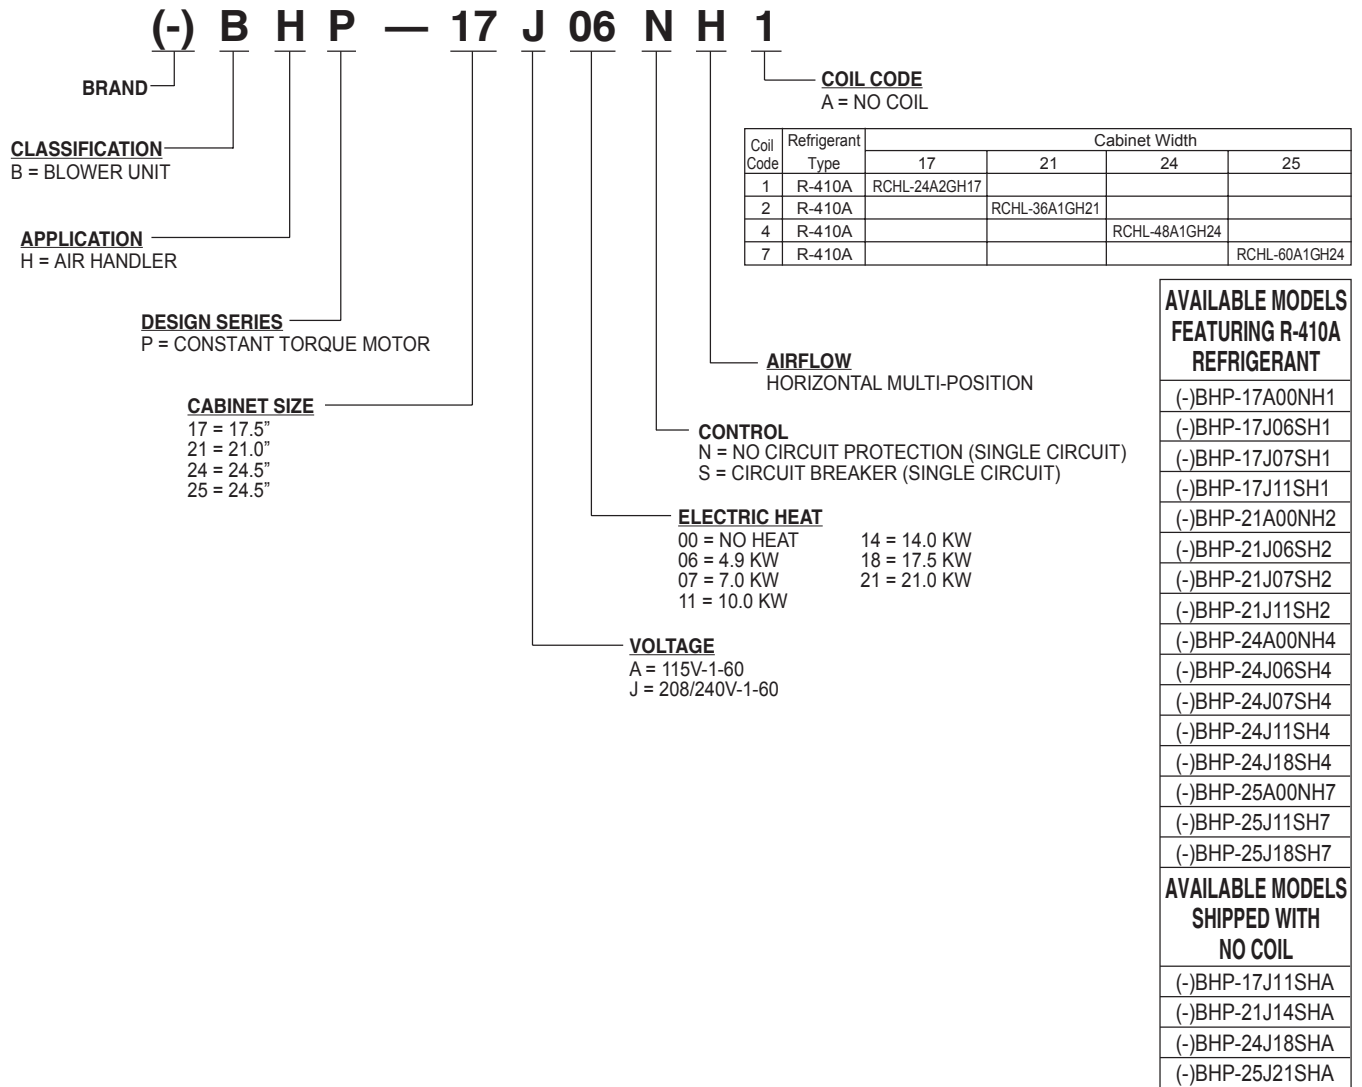 (-) B H P — 17 J 06 N H 1
BRAND
CLASSIFICATION
B = BLOWER UNIT
APPLICATION
H = AIR HANDLER
DESIGN SERIES
P = CONSTANT TORQUE MOTOR
CABINET SIZE
17 = 17.5”
21 = 21.0”
24 = 24.5”
25 = 24.5”
VOLTAGE
A = 115V-1-60
J = 208/240V-1-60
ELECTRIC HEAT
00 = NO HEAT 14 = 14.0 KW
06 = 4.9 KW 18 = 17.5 KW
07 = 7.0 KW 21 = 21.0 KW
11 = 10.0 KW
CONTROL
N = NO CIRCUIT PROTECTION (SINGLE CIRCUIT)
S = CIRCUIT BREAKER (SINGLE CIRCUIT)
AIRFLOW
HORIZONTAL MULTI-POSITION
COIL CODE
A = NO COIL
Coil Code Refrigerant Type Cabinet Width
17 21 24 25
1 R-410A RCHL-24A2GH17
2 R-410A RCHL-36A1GH21
4 R-410A RCHL-48A1GH24
7 R-410A RCHL-60A1GH24
AVAILABLE MODELS
FEATURING R-410A
REFRIGERANT
(-)BHP-17A00NH1
(-)BHP-17J06SH1
(-)BHP-17J07SH1
(-)BHP-17J11SH1
(-)BHP-21A00NH2
(-)BHP-21J06SH2
(-)BHP-21J07SH2
(-)BHP-21J11SH2
(-)BHP-24A00NH4
(-)BHP-24J06SH4
(-)BHP-24J07SH4
(-)BHP-24J11SH4
(-)BHP-24J18SH4
(-)BHP-25A00NH7
(-)BHP-25J11SH7
(-)BHP-25J18SH7
AVAILABLE MODELS
SHIPPED WITH
NO COIL
(-)BHP-17J11SHA
(-)BHP-21J14SHA
(-)BHP-24J18SHA
(-)BHP-25J21SHA